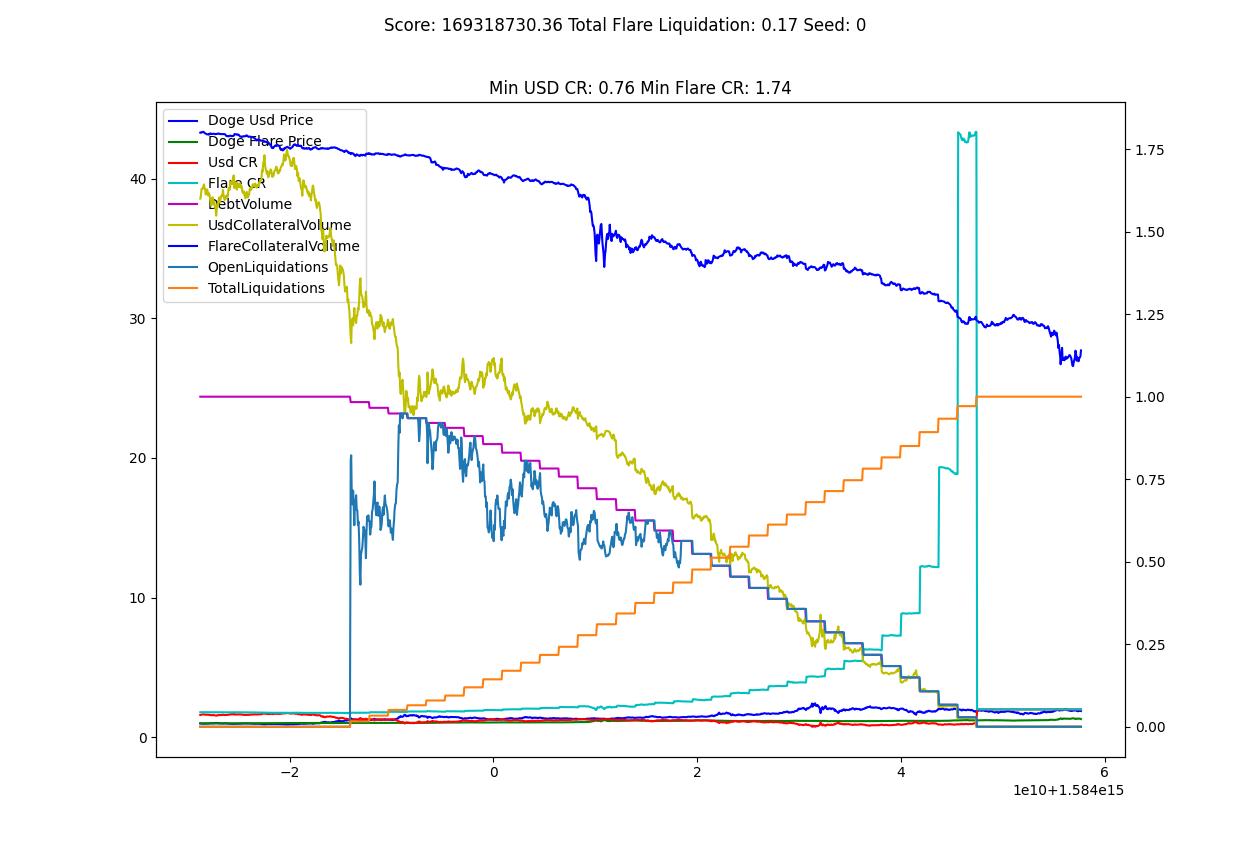 Score: 169318730.36 Total Flare Liquidation: 0.17 Seed: 0
Min USD CR: 0.76 Min Flare CR: 1.74
Doge Usd Price
Doge Flare Price
Usd CR
Flare CR
DebtVolume
UsdCollateralVolume
FlareCollateralVolume
OpenLiquidations
TotalLiquidations
40
30
20
10
0
1.75
1.50
1.25
1.00
0.75
0.50
0.25
0.00
−2 0 2 4 6
1e10+1.584e15